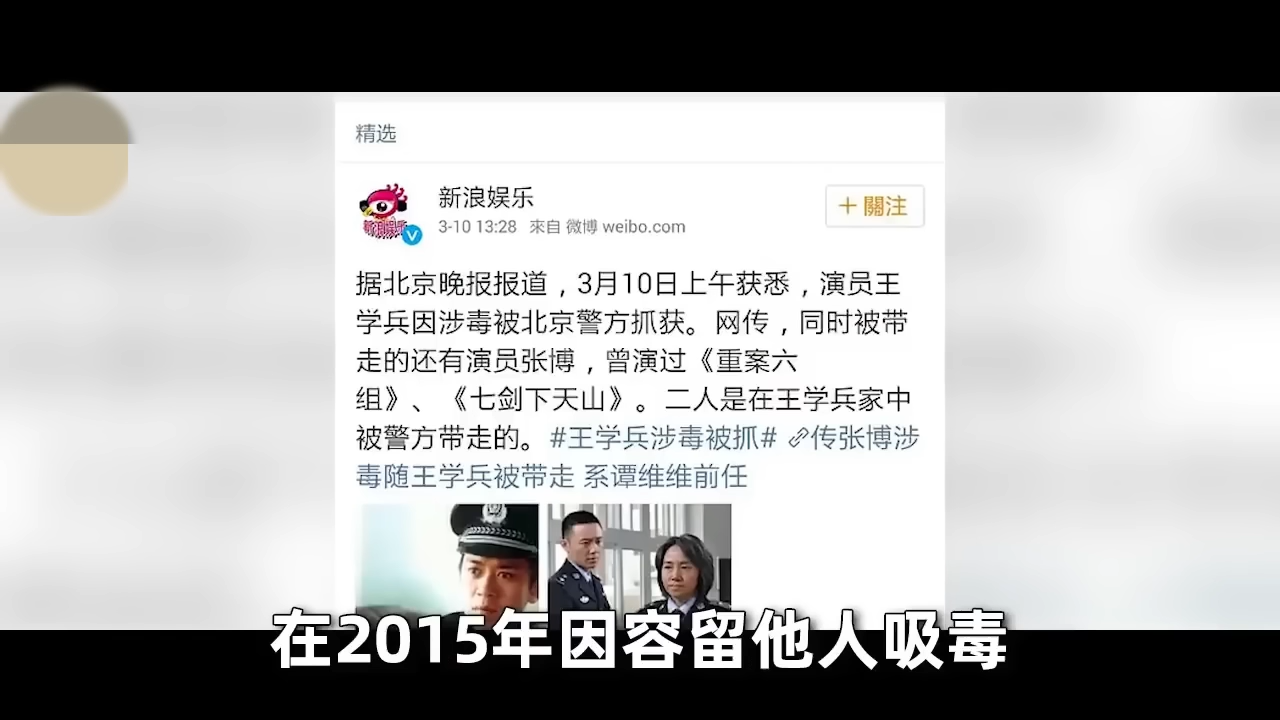 精选
新浪娱乐
3-10 13:28 來自 微博 weibo.com
+ 關注
新浪娱乐
据北京晚报报道，3月10日上午获悉，演员王
学兵因涉毒被北京警方抓获。网传，同时被带
走的还有演员张博，曾演过《重案六
组》、《七剑下天山》。二人是在王学兵家中
被警方带走的。#王学兵涉毒被抓# 传张博涉
毒随王学兵被带走 系谭维维前任
在2015年因容留他人吸毒